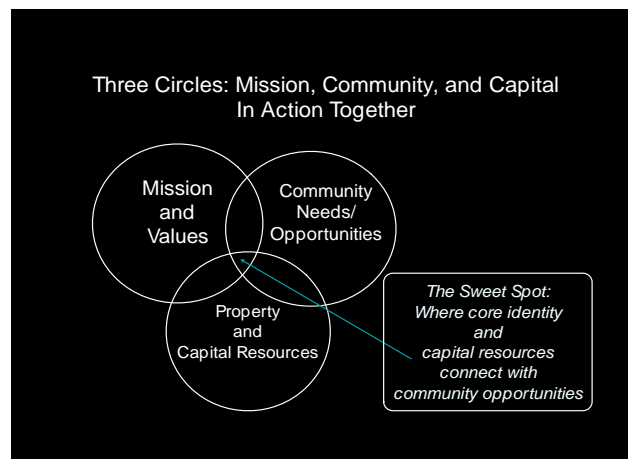 Three Circles: Mission, Community, and Capital
In Action Together
Mission
and
Values
Community
Needs/
Opportunities
Property
and
Capital Resources
The Sweet Spot:
Where core identity
and
capital resources
connect with
community opportunities